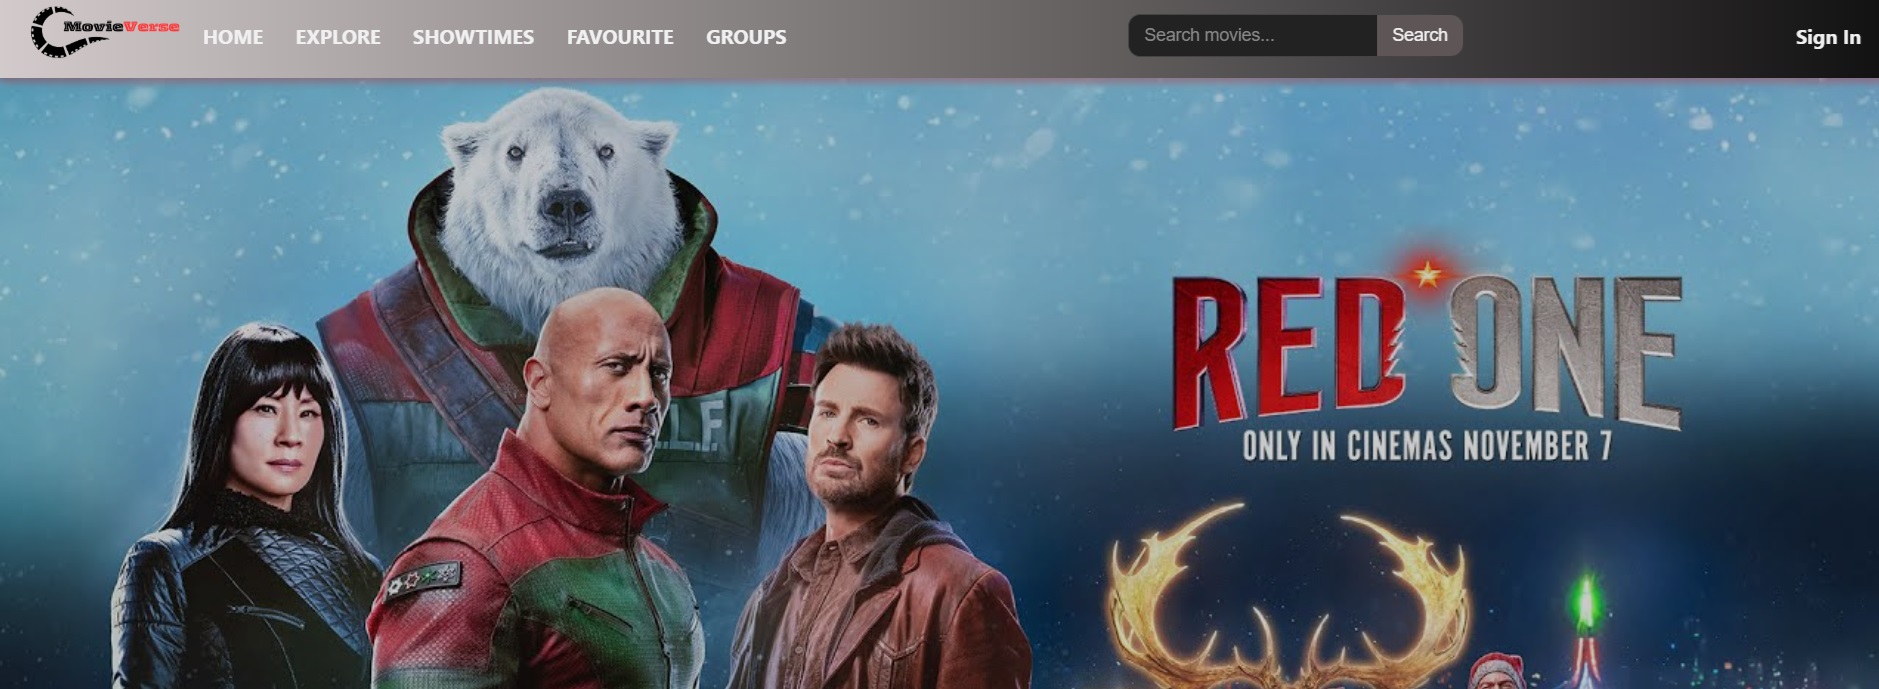 MovieVerse
HOME EXPLORE SHOWTIMES FAVOURITE GROUPS
Search movies... Search
Sign In
RED ONE
ONLY IN CINEMAS NOVEMBER 7